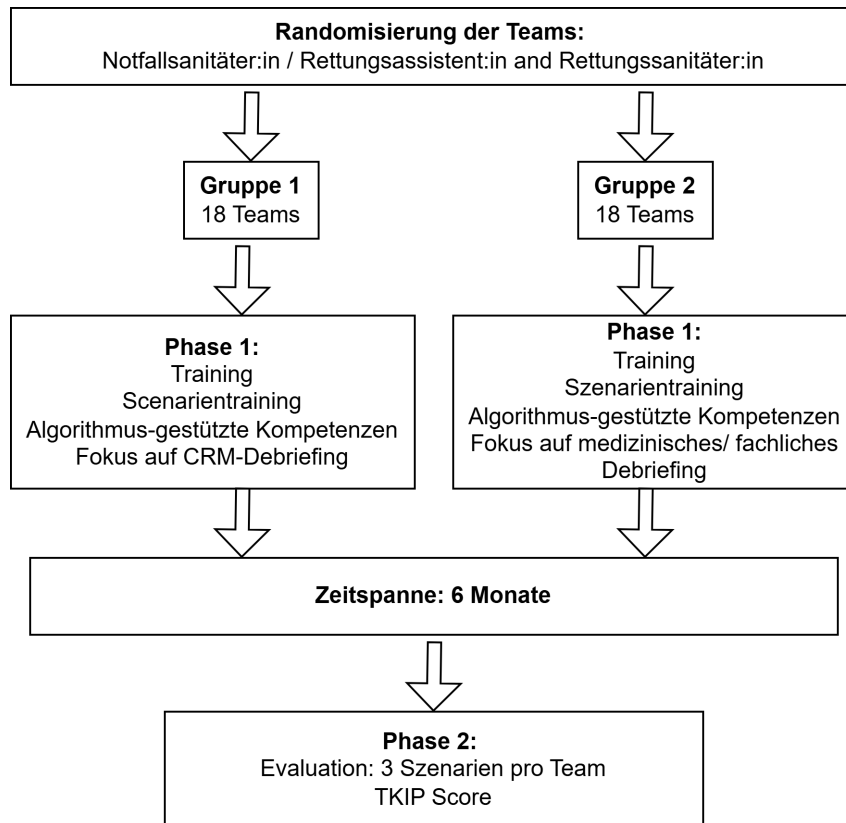 Randomisierung der Teams:
Notfallsanitäter:in / Rettungsassistent:in and Rettungssanitäter:in
Gruppe 1
18 Teams
Gruppe 2
18 Teams
Phase 1:
Training
Scenarientraining
Algorithmus-gestützte Kompetenzen
Fokus auf CRM-Debriefing
Phase 1:
Training
Szenarientraining
Algorithmus-gestützte Kompetenzen
Fokus auf medizinisches/ fachliches
Debriefing
Zeitspanne: 6 Monate
Phase 2:
Evaluation: 3 Szenarien pro Team
TKIP Score